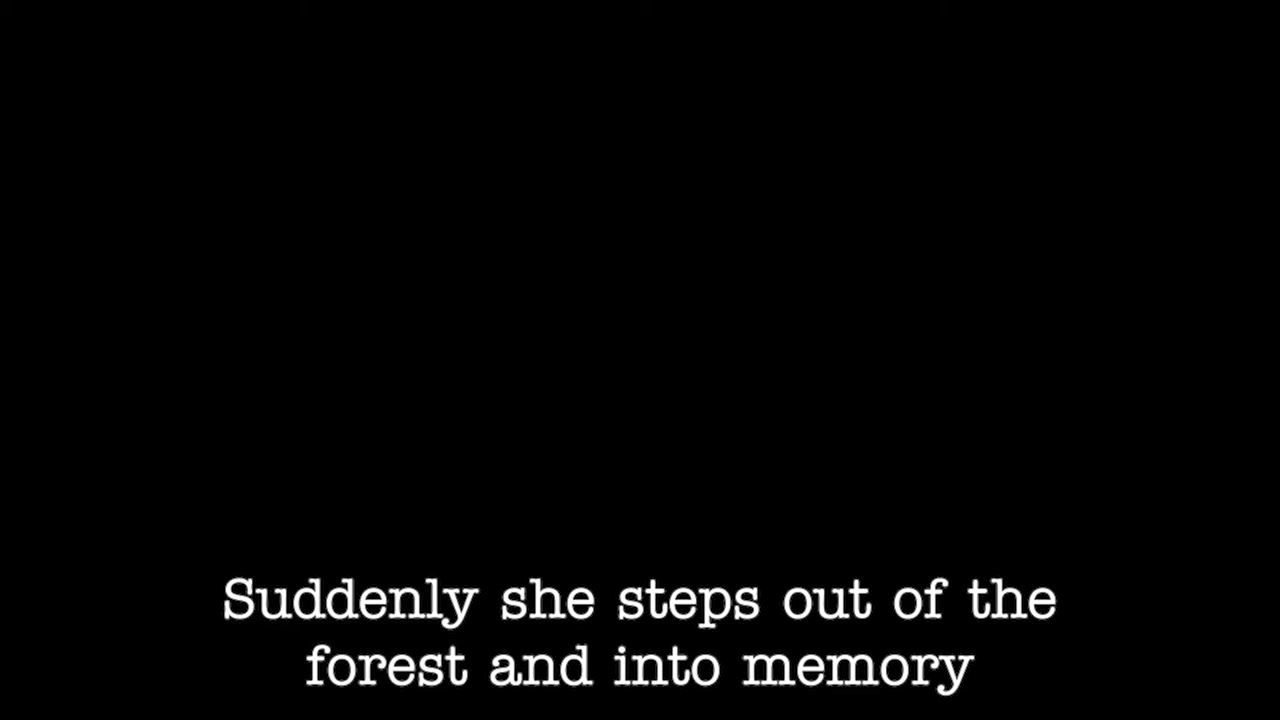 Suddenly she steps out of the
forest and into memory